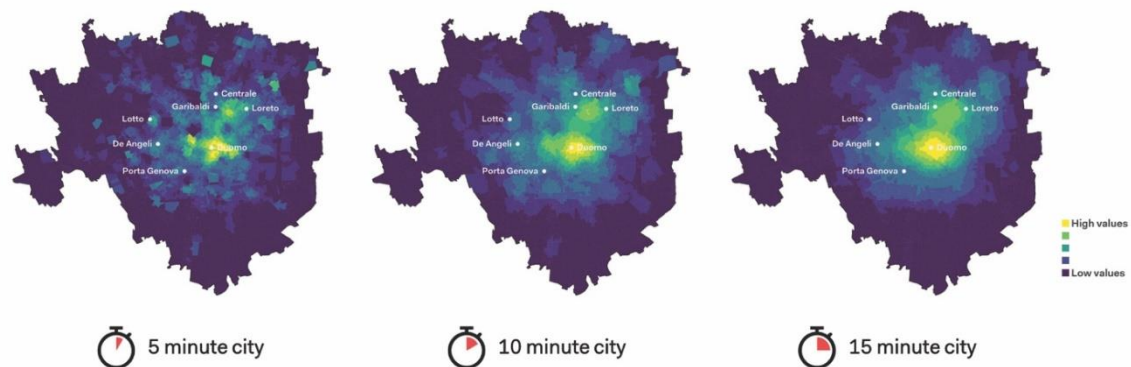 Centrale
Garibaldi
Loreto
Lotto
De Angeli
Duomo
Porta Genova
Centrale
Garibaldi
Loreto
Lotto
De Angeli
Duomo
Porta Genova
Centrale
Garibaldi
Loreto
Lotto
De Angeli
Duomo
Porta Genova
High values
Low values
5 minute city
10 minute city
15 minute city